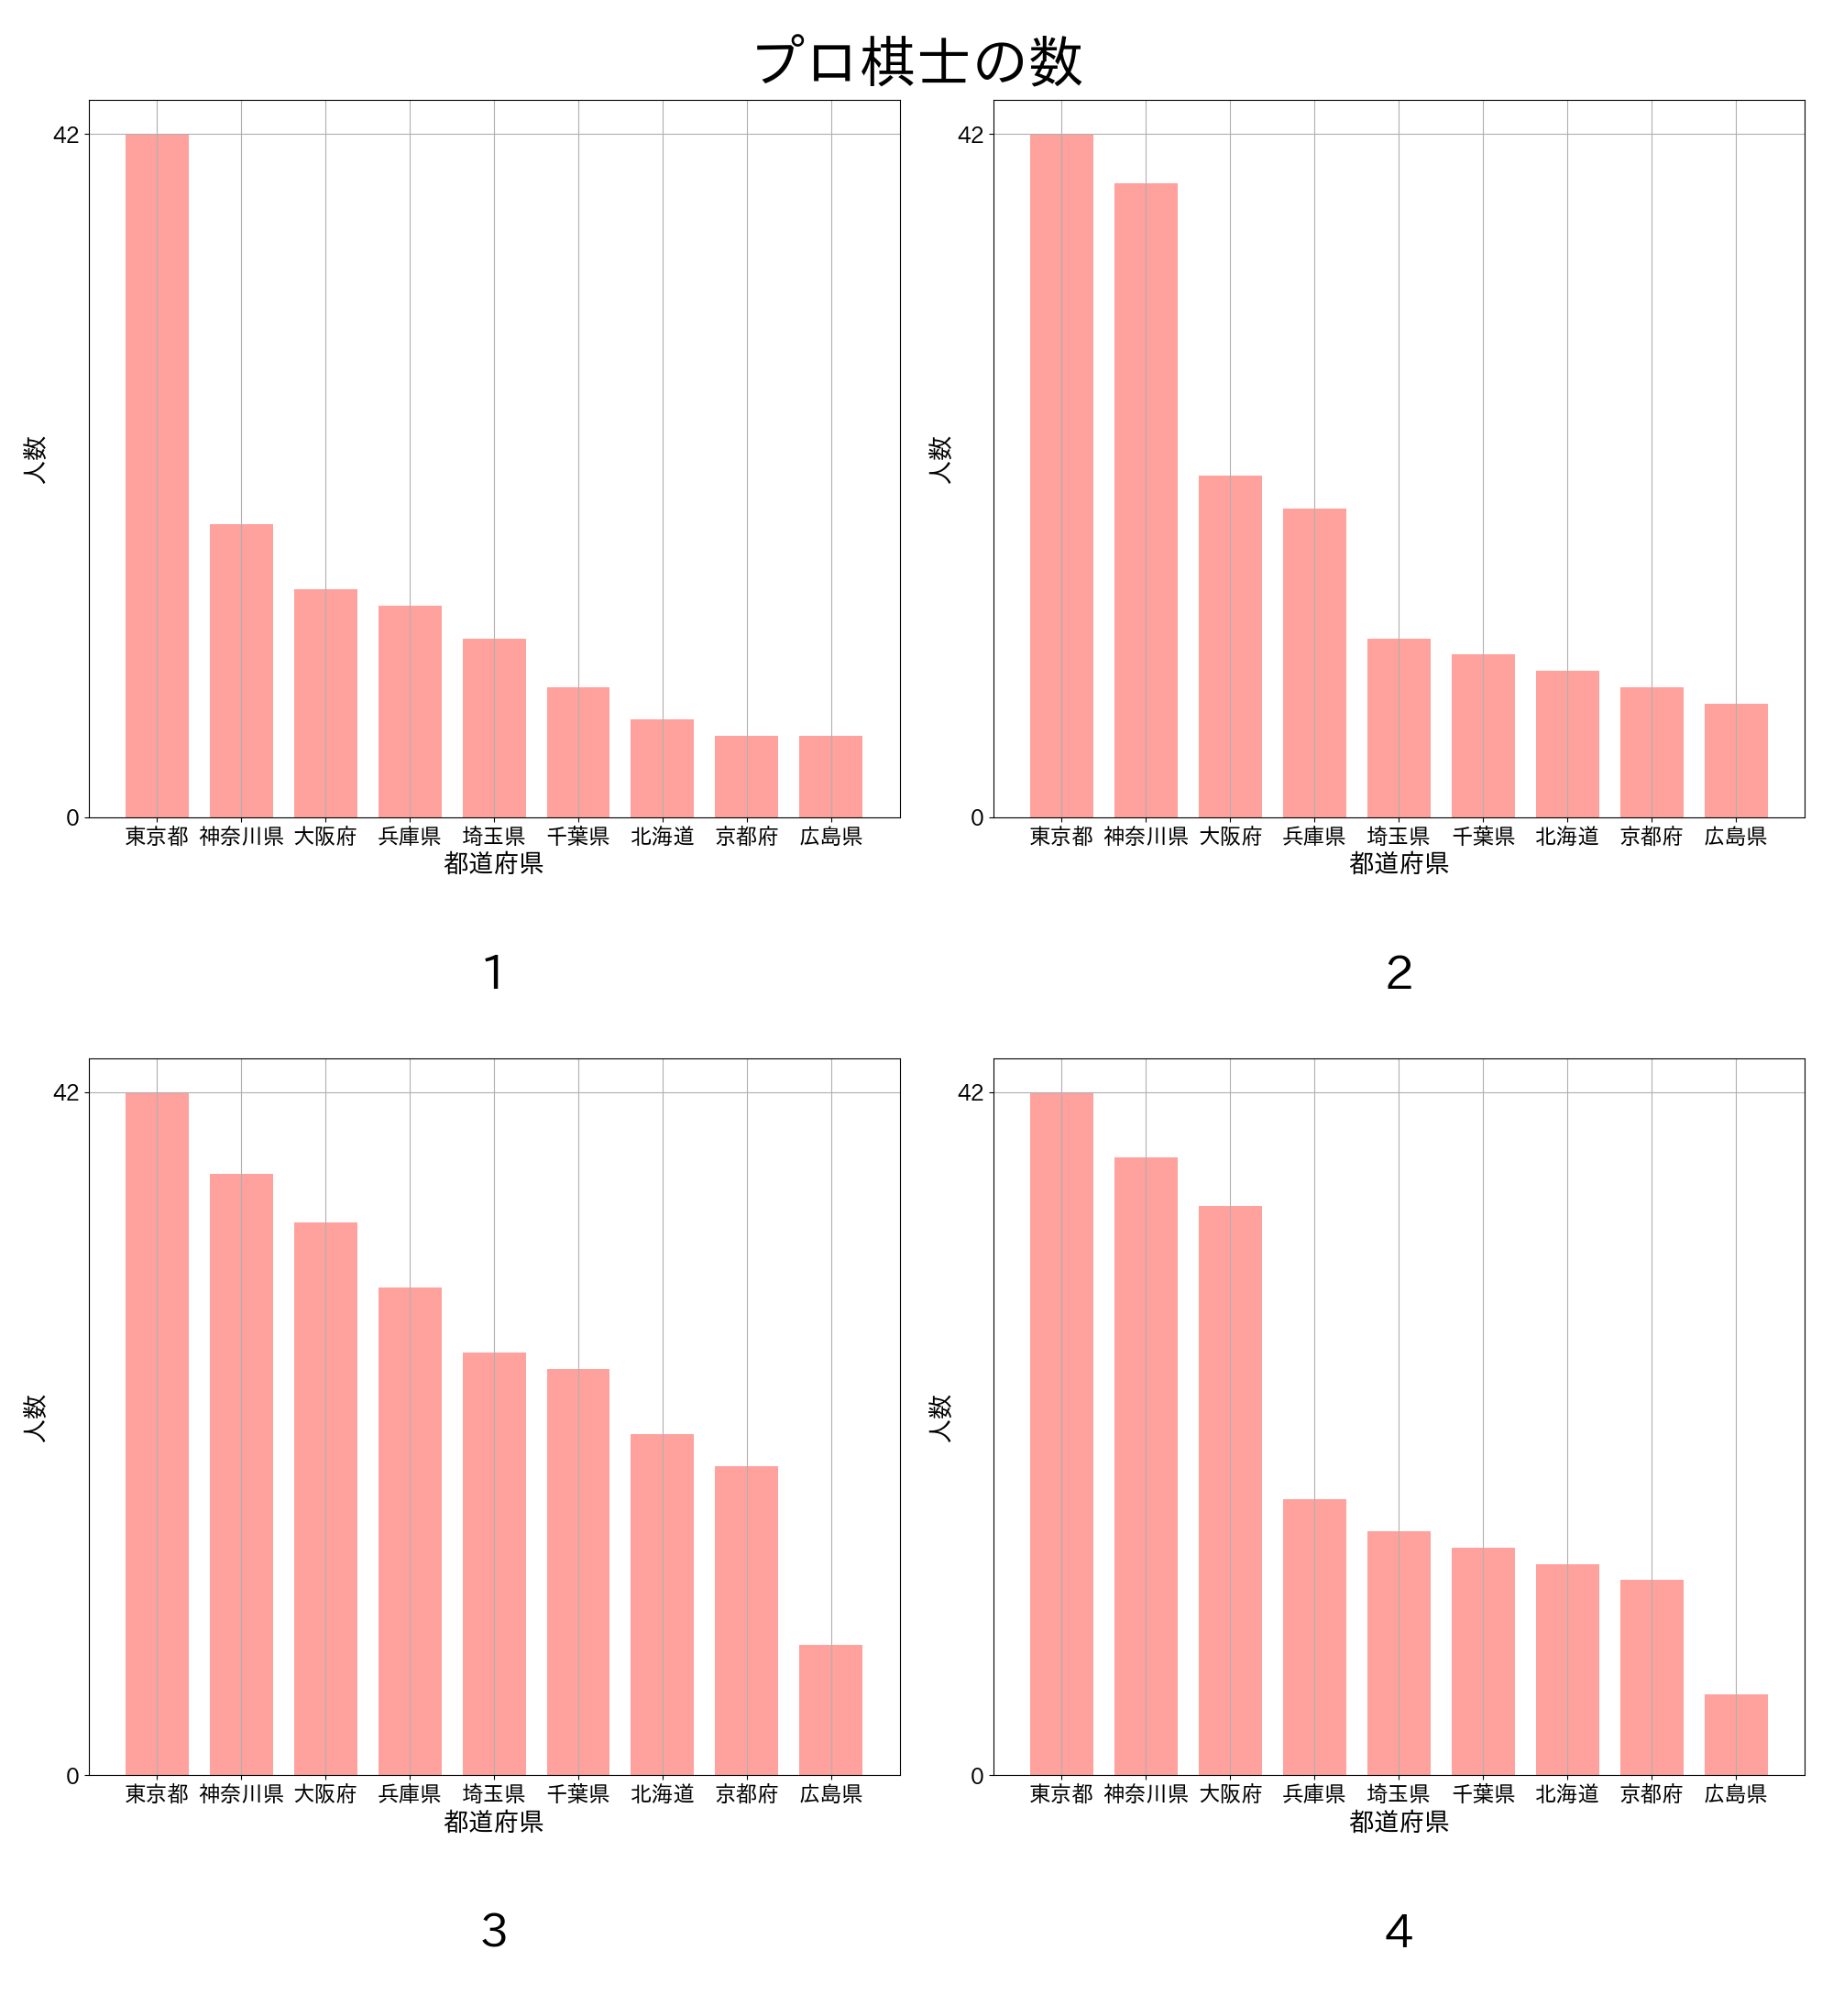 プロ棋士の数
42
人数
0
東京都 神奈川県 大阪府 兵庫県 埼玉県 千葉県 北海道 京都府 広島県
都道府県
1
42
人数
0
東京都 神奈川県 大阪府 兵庫県 埼玉県 千葉県 北海道 京都府 広島県
都道府県
2
42
人数
0
東京都 神奈川県 大阪府 兵庫県 埼玉県 千葉県 北海道 京都府 広島県
都道府県
3
42
人数
0
東京都 神奈川県 大阪府 兵庫県 埼玉県 千葉県 北海道 京都府 広島県
都道府県
4